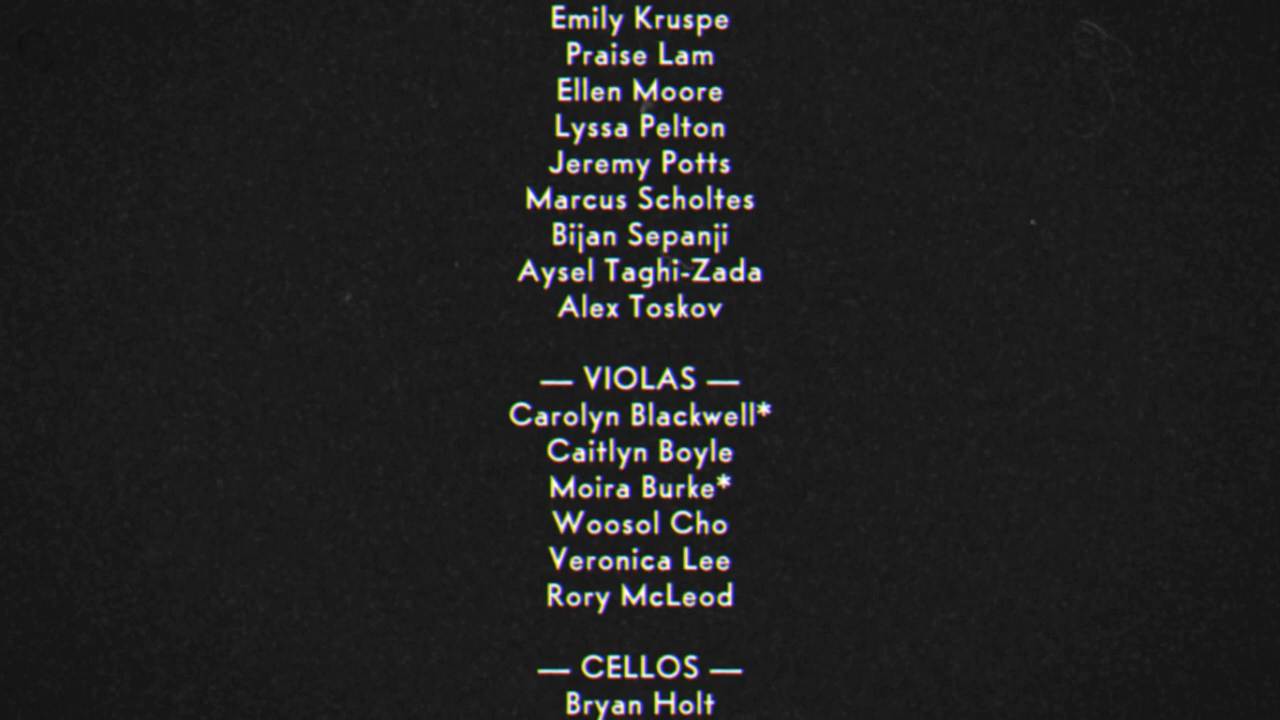 Emily Kruspe
Praise Lam
Ellen Moore
Lyssa Pelton
Jeremy Potts
Marcus Scholtes
Bijan Sepanji
Aysel Taghi-Zada
Alex Toskov
— VIOLAS —
Carolyn Blackwell*
Caitlyn Boyle
Moira Burke*
Woosol Cho
Veronica Lee
Rory McLeod
— CELLOS —
Bryan Holt